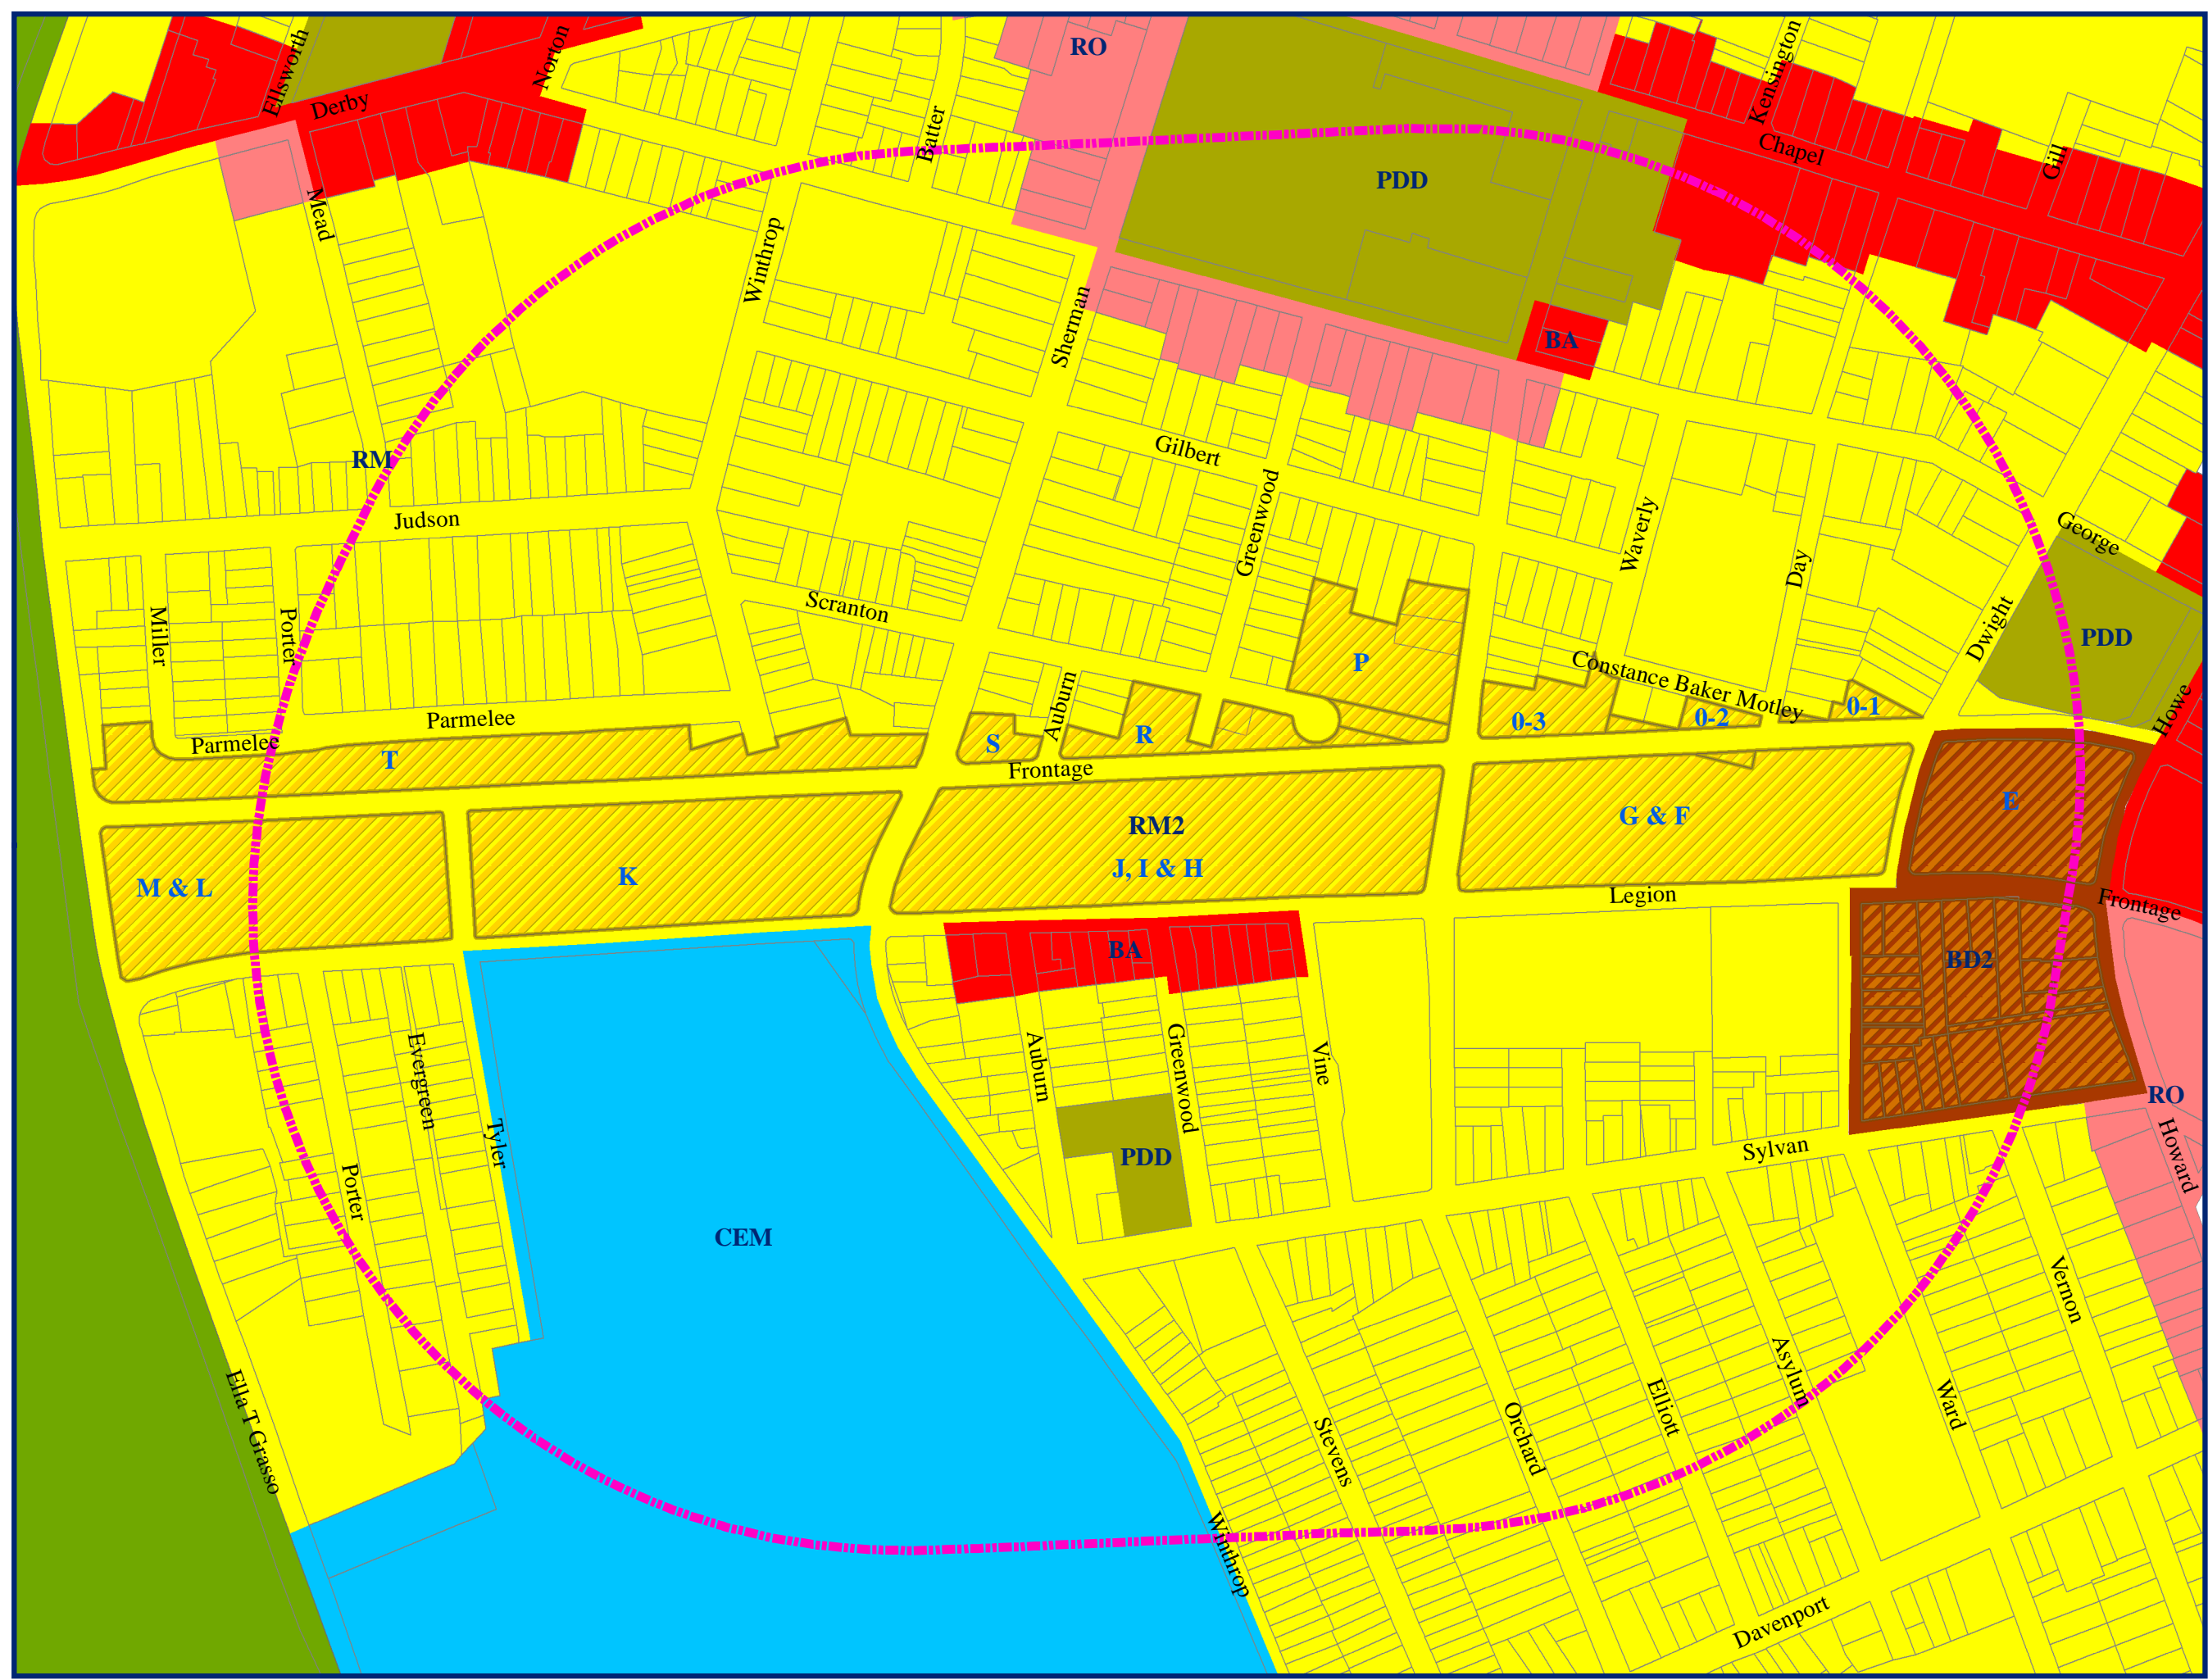 Ellsworth
Norton
Derby
Batter
RO
PDD
Kensington
Chapel
Gill
Mead
Winthrop
Sherman
BA
RM
Judson
Gilbert
Greenwood
Waverly
Day
George
Dwight
PDD
Howe
Miller
Porter
Scranton
Parmelee
Parmelee
T
Auburn
S
R
P
Constance Baker Motley
0-3
0-2
0-1
Frontage
M & L
K
RM2
J, I & H
G & F
E
Legion
Frontage
BA
BD2
RO
Howard
Evergreen
Tyler
Porter
Auburn
Greenwood
Vine
PDD
Sylvan
CEM
Vernon
Ella T Grasso
Winthrop
Stevens
Orchard
Elliott
Asylum
Ward
Davenport